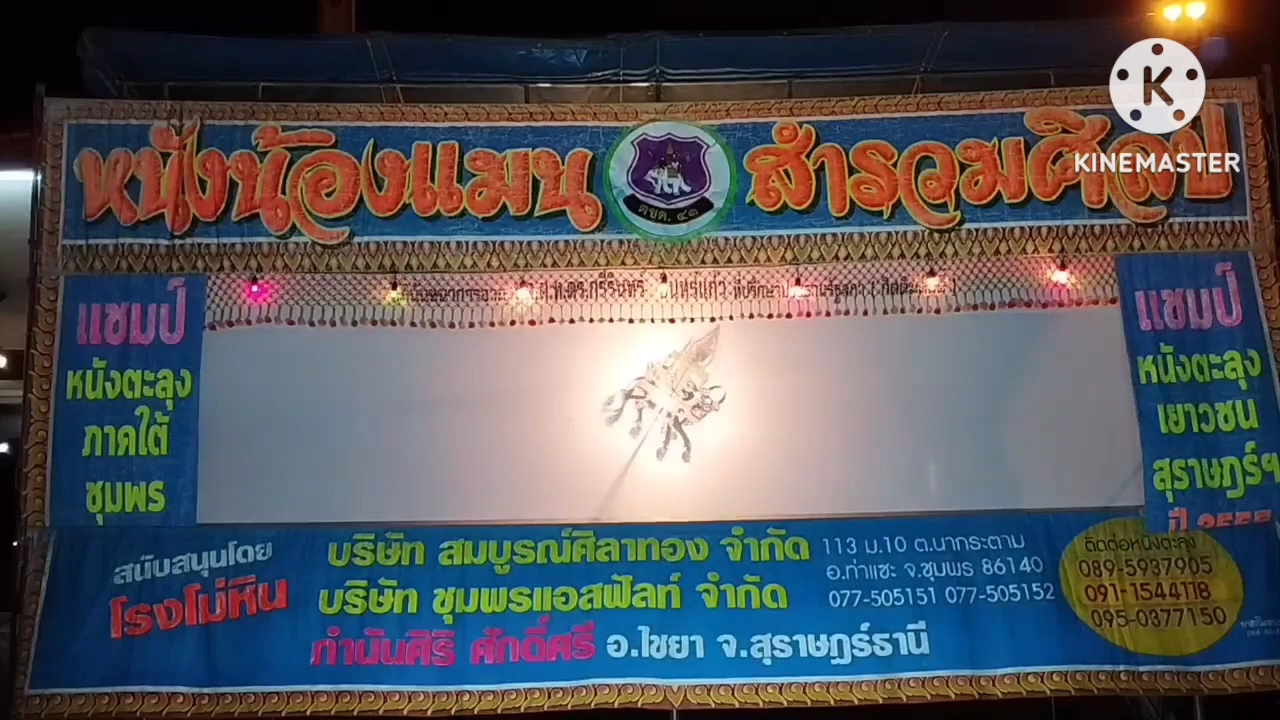 หนังน้องแมน สำรวมศิลป์
ตชด. ๔๑
KINEMASTER
แชมป์
หนังตะลุง
ภาคใต้
ชุมพร
แชมป์
หนังตะลุง
เยาวชน
สุราษฎร์ฯ
ปี
สนับสนุนโดย
โรงโม่หิน
บริษัท สมบูรณ์ศิลาทอง จำกัด
บริษัท ชุมพรแอสฟัลท์ จำกัด
กำนันศิริ ศักดิ์ศรี อ.ไชยา จ.สุราษฎร์ธานี
113 ม.10 ต.นากระตาม
อ.ท่าแซะ จ.ชุมพร 86140
077-505151 077-505152
ติดต่อหนังตะลุง
089-5937905
091-1544118
095-0377150